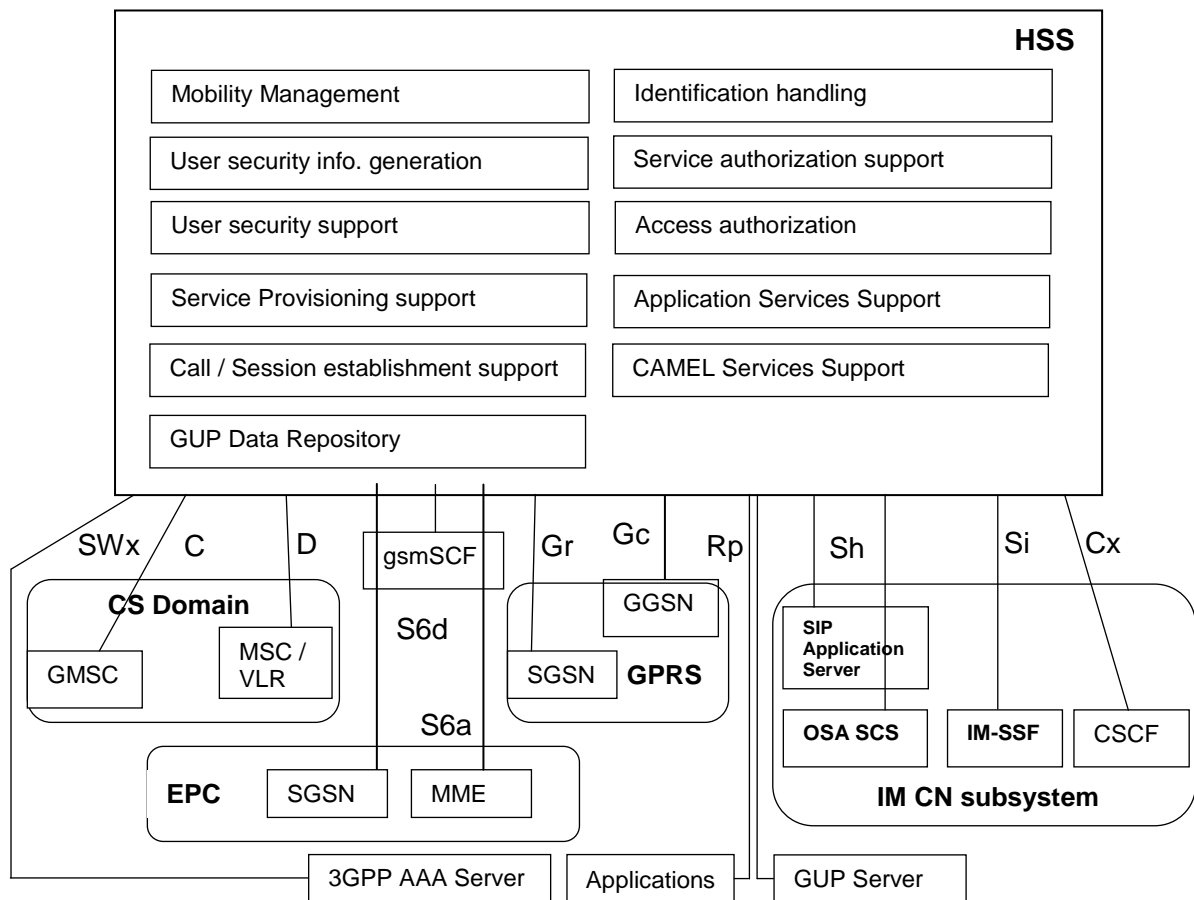 HSS
Mobility Management
Identification handling
User security info. generation
Service authorization support
User security support
Access authorization
Service Provisioning support
Application Services Support
Call / Session establishment support
CAMEL Services Support
GUP Data Repository
SWx
C
D
gsmSCF
Gr
Gc
Rp
Sh
Si
Cx
CS Domain
GMSC
MSC /
VLR
S6d
S6a
GGSN
SGSN
GPRS
SIP
Application
Server
OSA SCS
IM-SSF
CSCF
IM CN subsystem
EPC
SGSN
MME
3GPP AAA Server
Applications
GUP Server